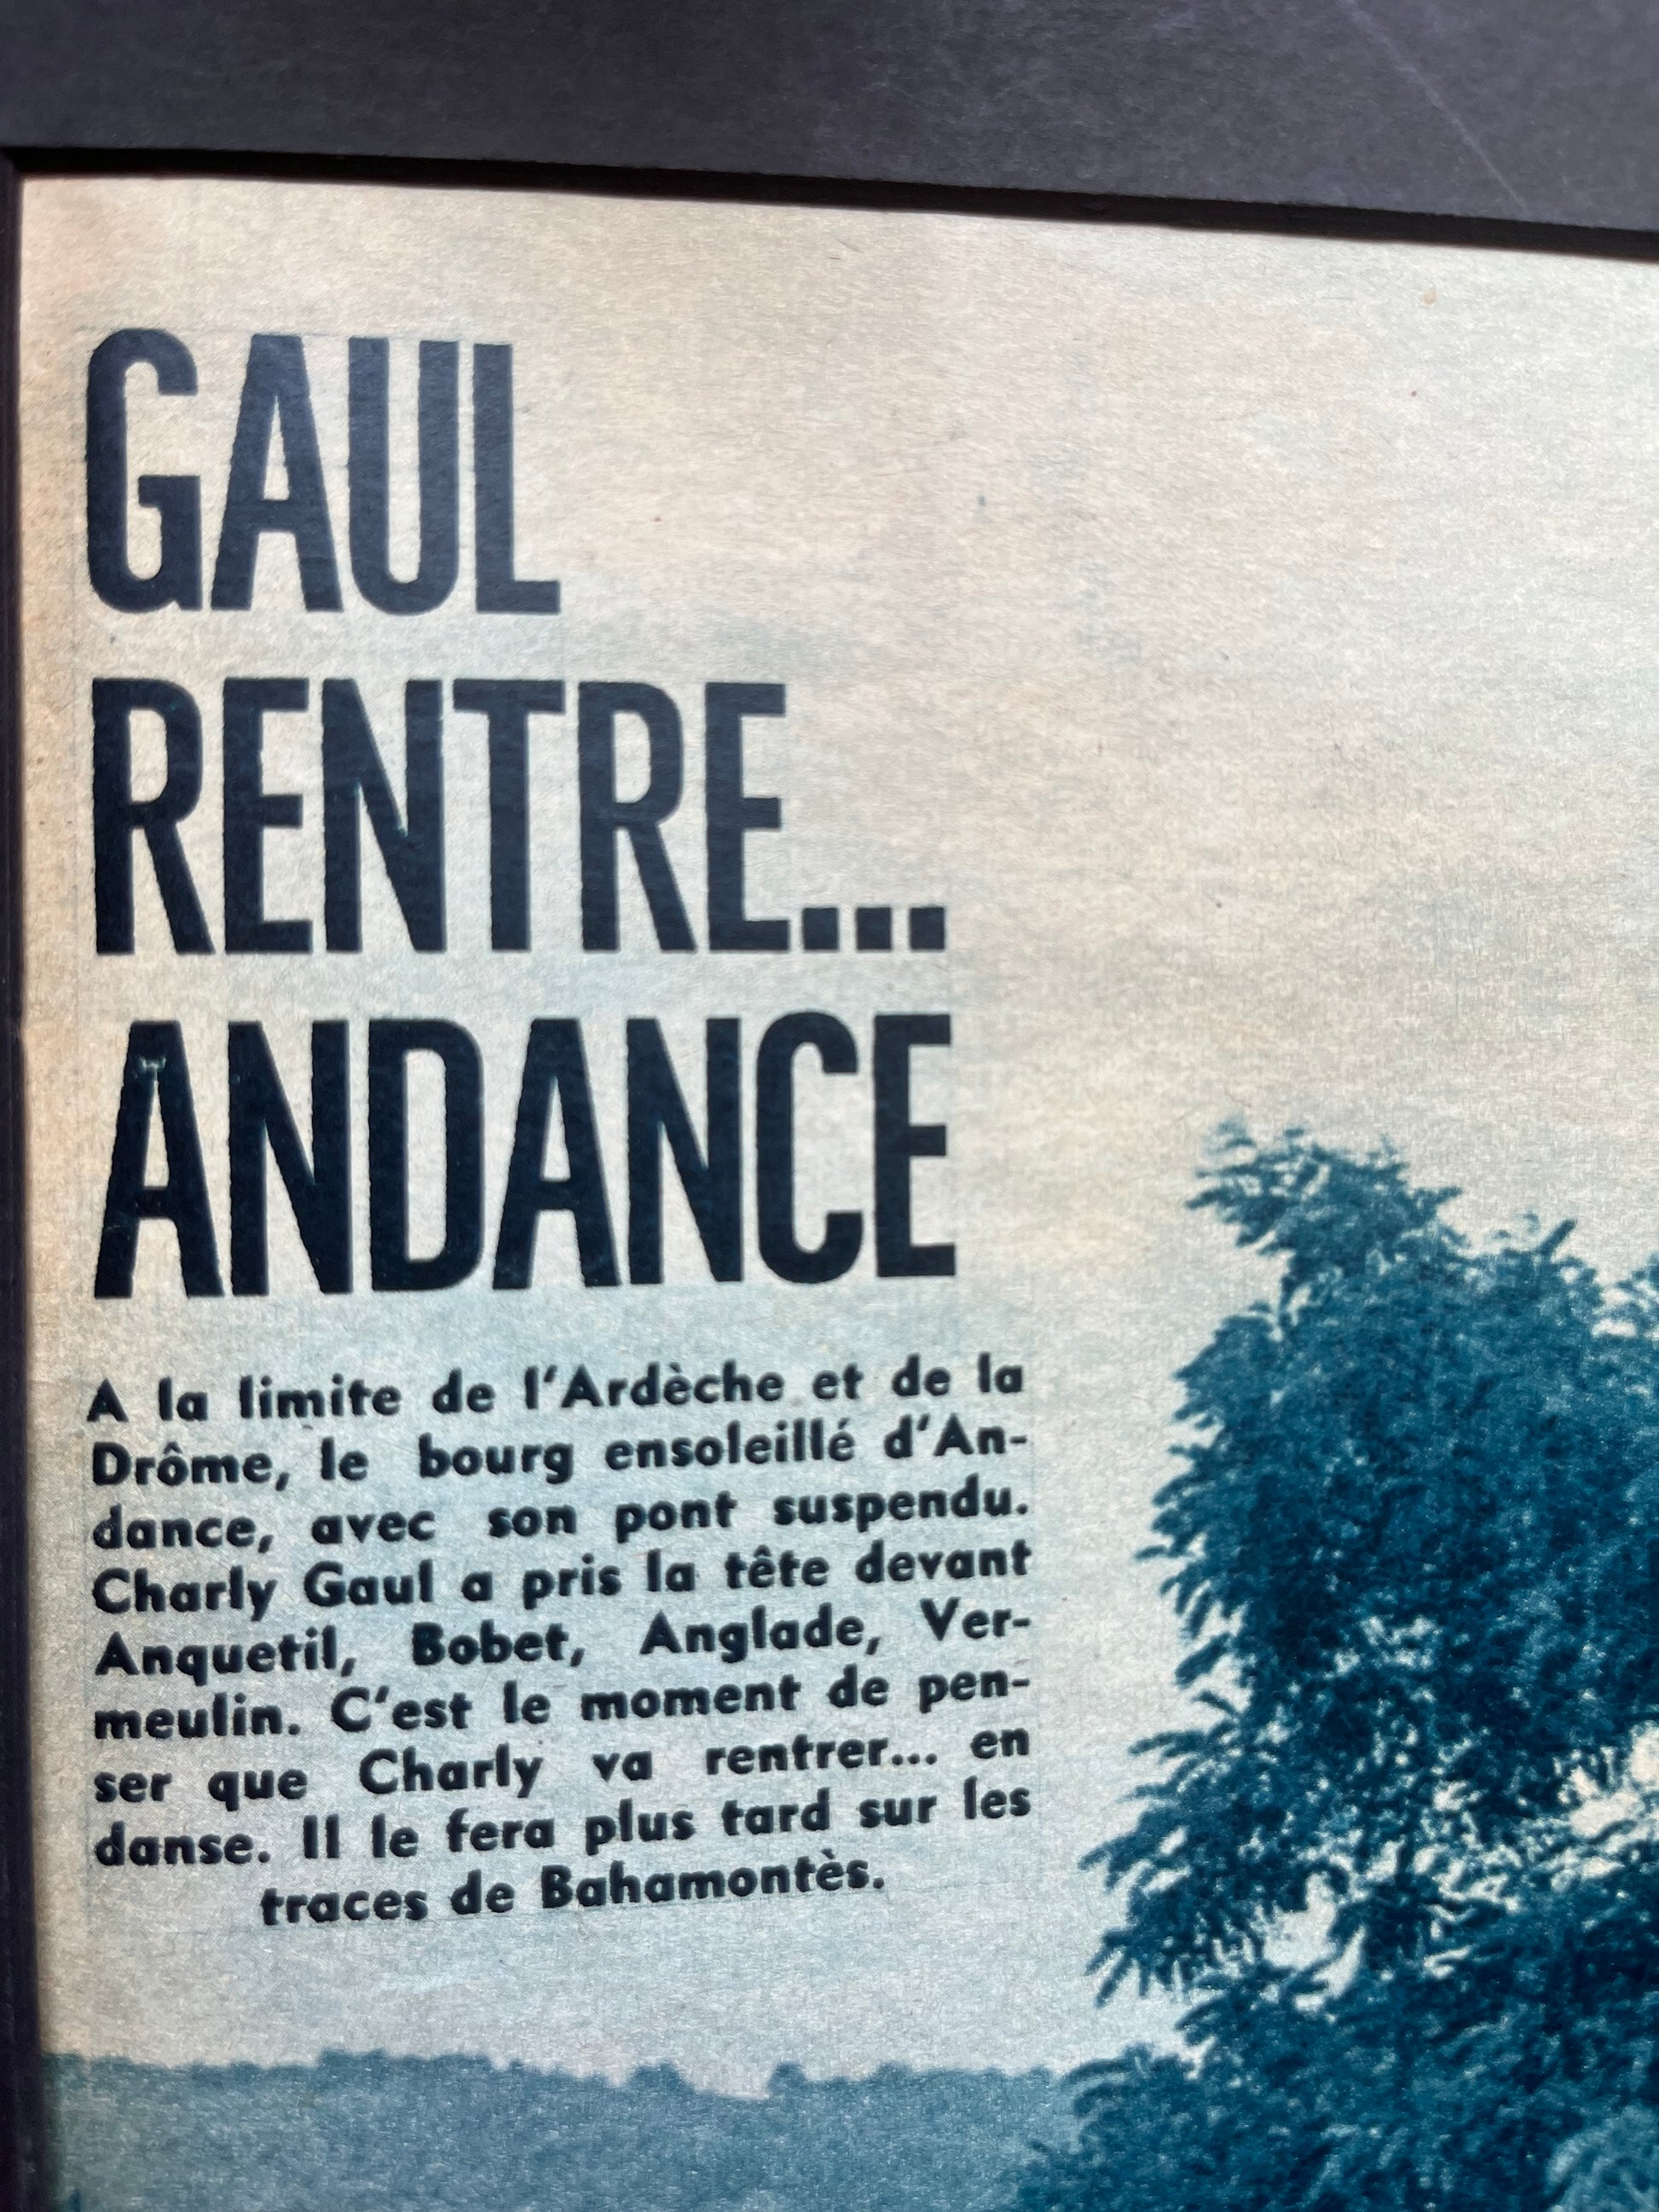 GAUL
RENTRE...
ANDANCE
A la limite de l'Ardèche et de la
Drôme, le bourg ensoleillé d'An-
dance, avec son pont suspendu.
Charly Gaul a pris la tête devant
Anquetil, Bobet, Anglade, Ver-
meulin. C'est le moment de pen-
ser que Charly va rentrer... en
danse. Il le fera plus tard sur les
traces de Bahamontès.